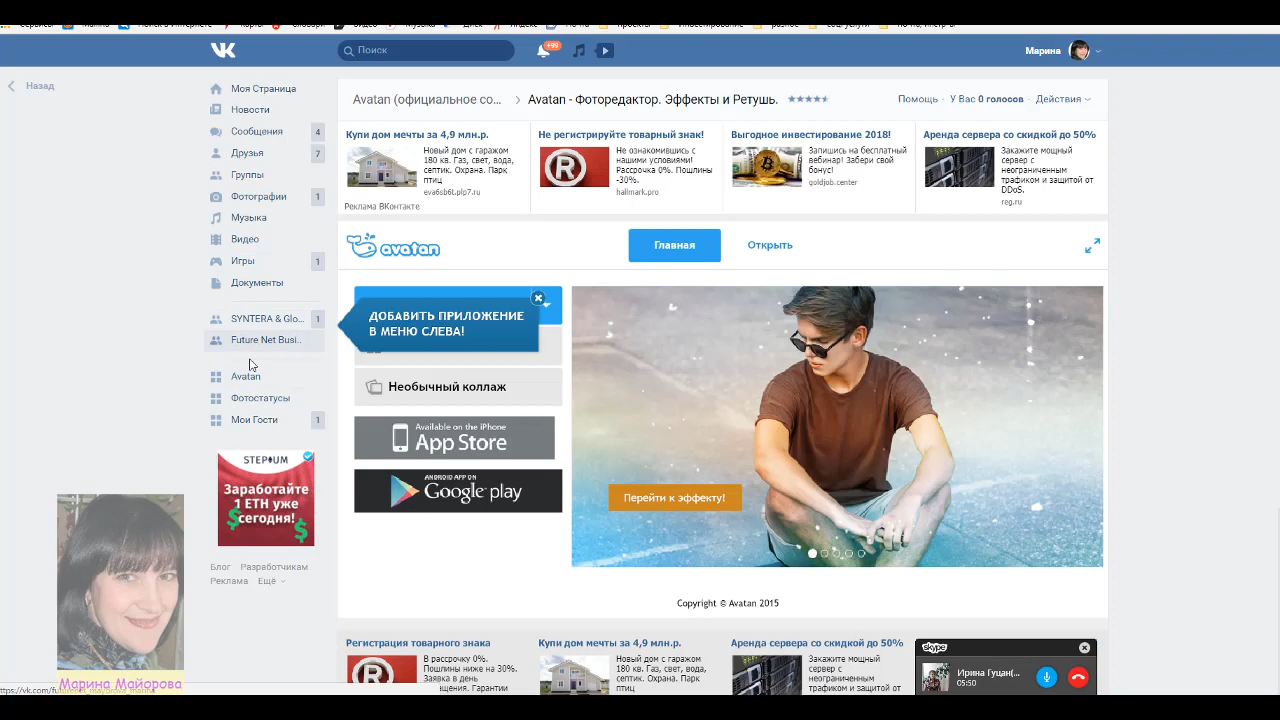 Поиск
+99
Марина
Назад
Моя Страница
Новости
Сообщения 4
Друзья 7
Группы
Фотографии 1
Музыка
Видео
Игры 1
Документы
SYNTERA & Glo... 1
Future Net Busi..
Avatan
Фотостатусы
Мои Гости 1
STEPIUM
Заработайте
1 ETH уже
сегодня!
Блог Разработчикам
Реклама Ещё
Марина Майорова
Avatan (официальное со... Avatan - Фоторедактор. Эффекты и Ретушь.
Помощь · У Вас 0 голосов · Действия
Купи дом мечты за 4,9 млн.р.
Новый дом с гаражом
180 кв. Газ, свет, вода,
септик. Охрана. Парк
птиц
eva6sb6t.plp7.ru
Реклама ВКонтакте
Не регистрируйте товарный знак!
R
Не ознакомившись с
нашими условиями!
Рассрочка 0%. Пошлины
-30%.
hallmark.pro
Выгодное инвестирование 2018!
Запишись на бесплатный
вебинар! Забери свой
бонус!
goldjob.center
Аренда сервера со скидкой до 50%
Закажите
мощный
сервер с
неограниченным
трафиком и защитой от
DDoS.
reg.ru
avatan
Главная
Открыть
ДОБАВИТЬ ПРИЛОЖЕНИЕ
В МЕНЮ СЛЕВА!
Необычный коллаж
Available on the iPhone
App Store
ANDROID APP ON
Google play
Перейти к эффекту!
Copyright © Avatan 2015
Регистрация товарного знака
R
В рассрочку 0%.
Пошлины ниже на 30%.
Заявка в день
щения. Гарантии
Купи дом мечты за 4,9 млн.р.
Новый дом с гаражом
180 кв. Газ, свет, вода,
септик. Охрана. Парк
птиц
Аренда сервера со скидкой до 50%
Закажите мощный
сервер с
неограниченным
трафиком и защитой от
skype
Ирина Гуцан(...
05:50